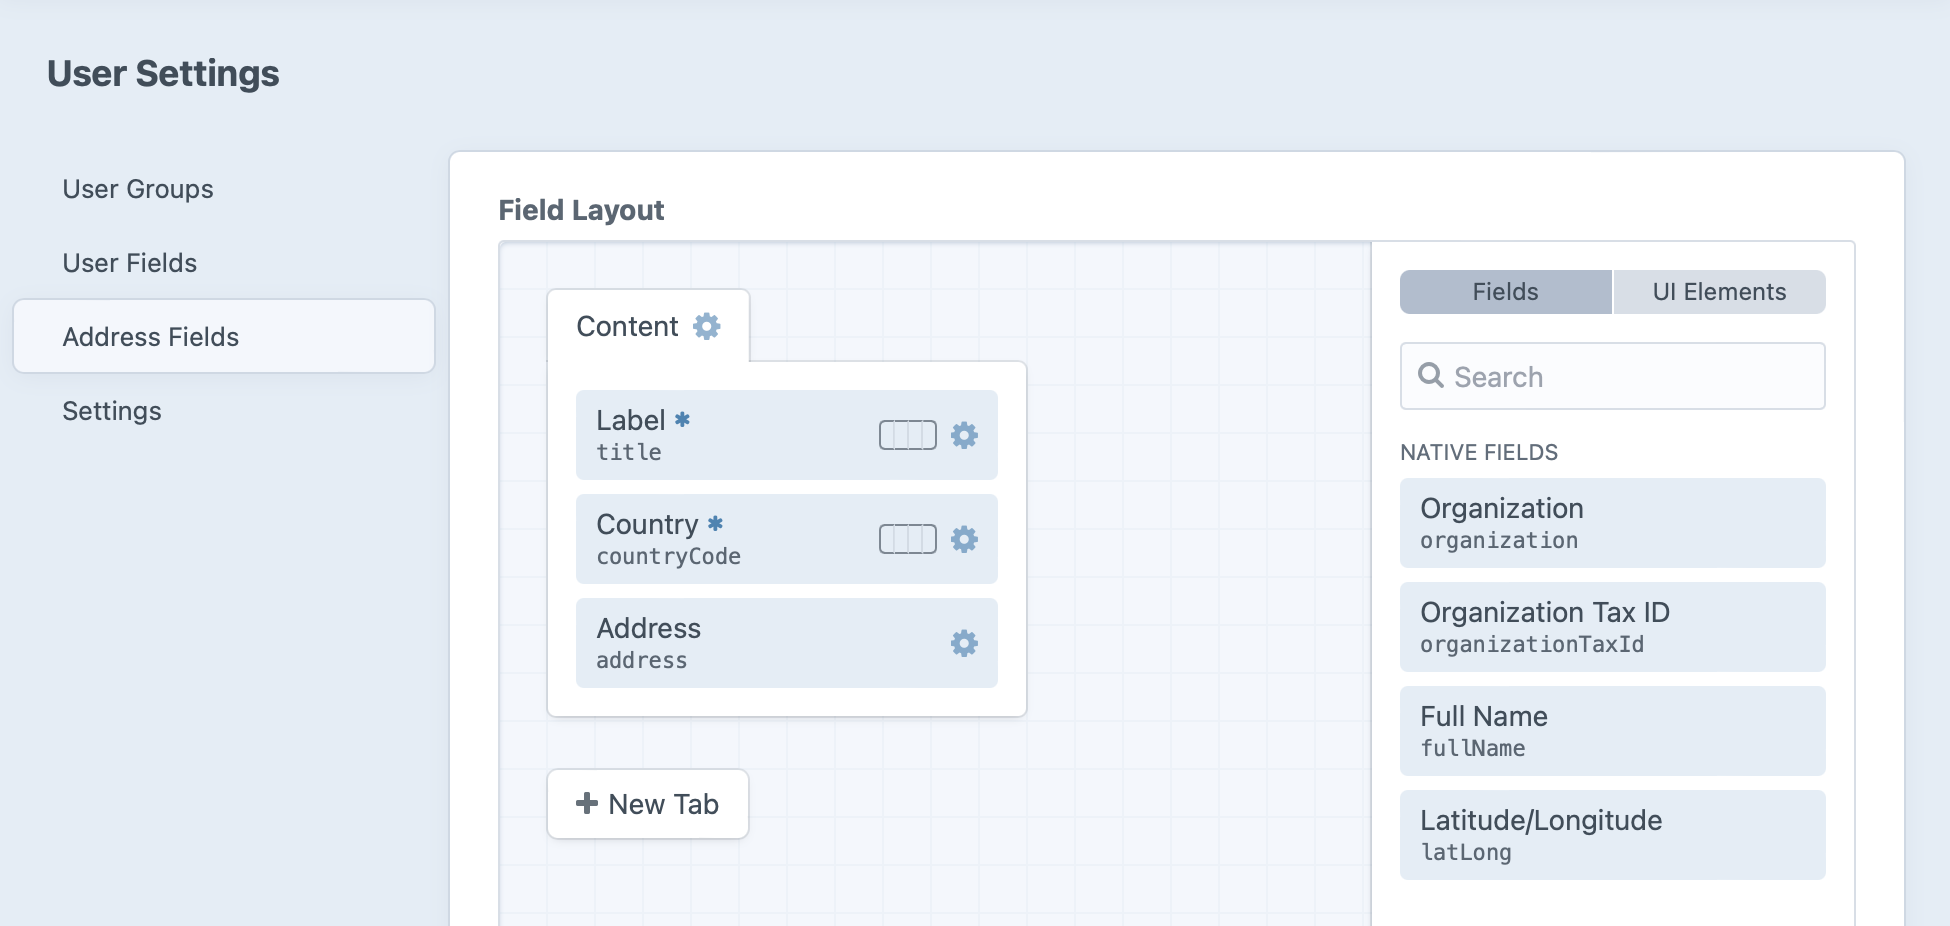 User Settings
User Groups
User Fields
Address Fields
Settings
Field Layout
Content
Label *
title
Country *
countryCode
Address
address
New Tab
Fields
UI Elements
Search
NATIVE FIELDS
Organization
organization
Organization Tax ID
organizationTaxId
Full Name
fullName
Latitude/Longitude
latLong